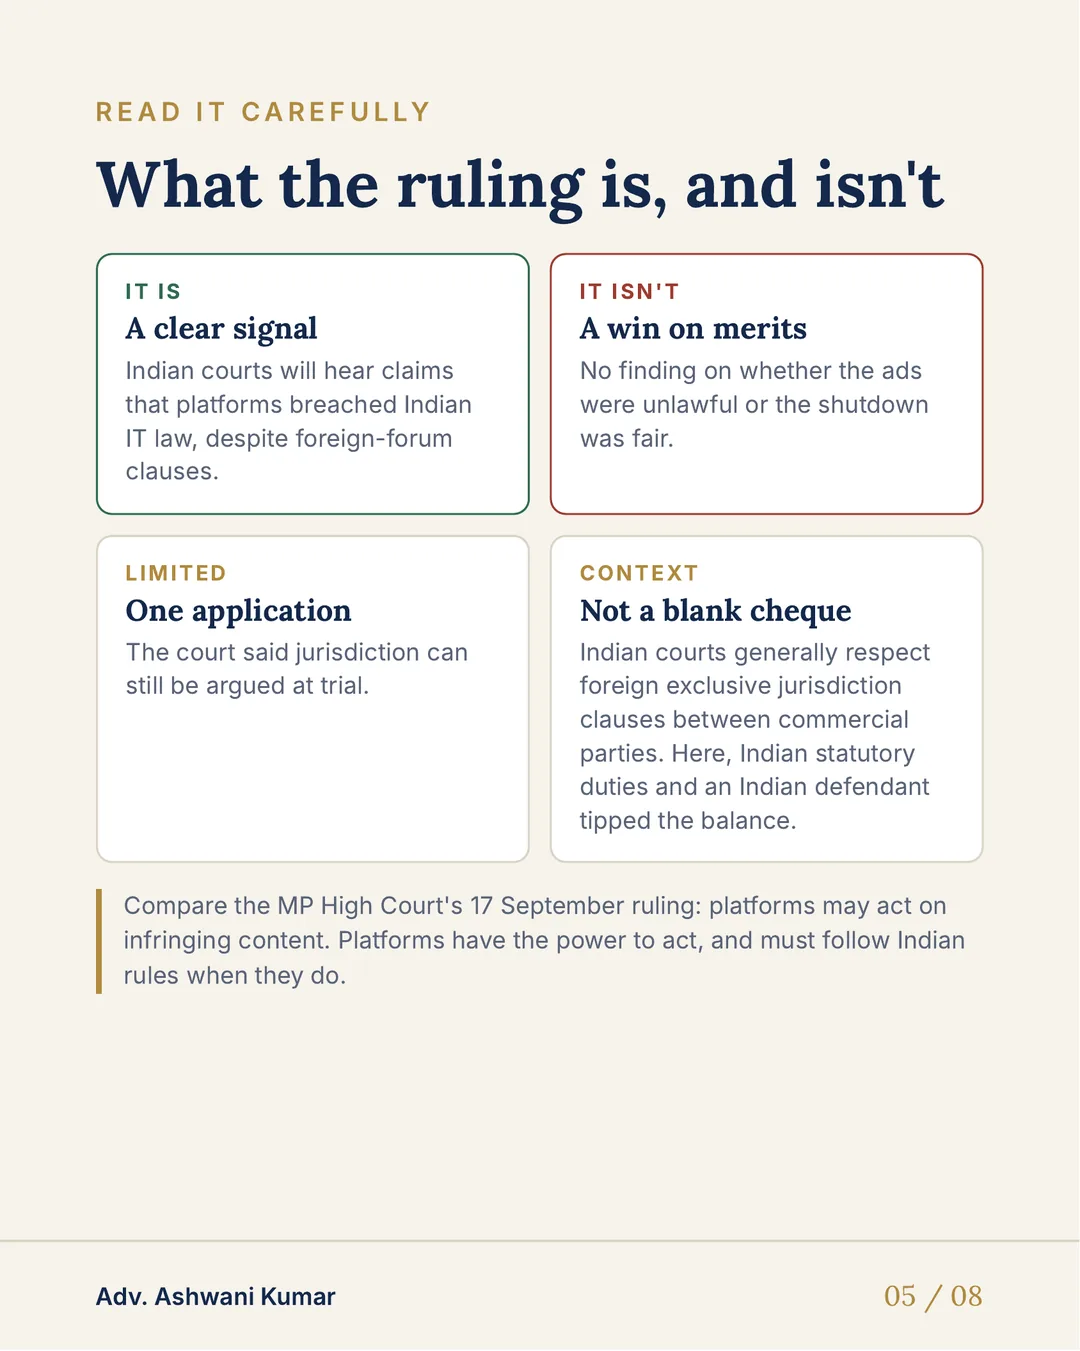 READ IT CAREFULLY
What the ruling is, and isn't
IT IS
A clear signal
Indian courts will hear claims
that platforms breached Indian
IT law, despite foreign-forum
clauses.
IT ISN'T
A win on merits
No finding on whether the ads
were unlawful or the shutdown
was fair.
LIMITED
One application
The court said jurisdiction can
still be argued at trial.
CONTEXT
Not a blank cheque
Indian courts generally respect
foreign exclusive jurisdiction
clauses between commercial
parties. Here, Indian statutory
duties and an Indian defendant
tipped the balance.
Compare the MP High Court's 17 September ruling: platforms may act on
infringing content. Platforms have the power to act, and must follow Indian
rules when they do.
Adv. Ashwani Kumar
05 / 08